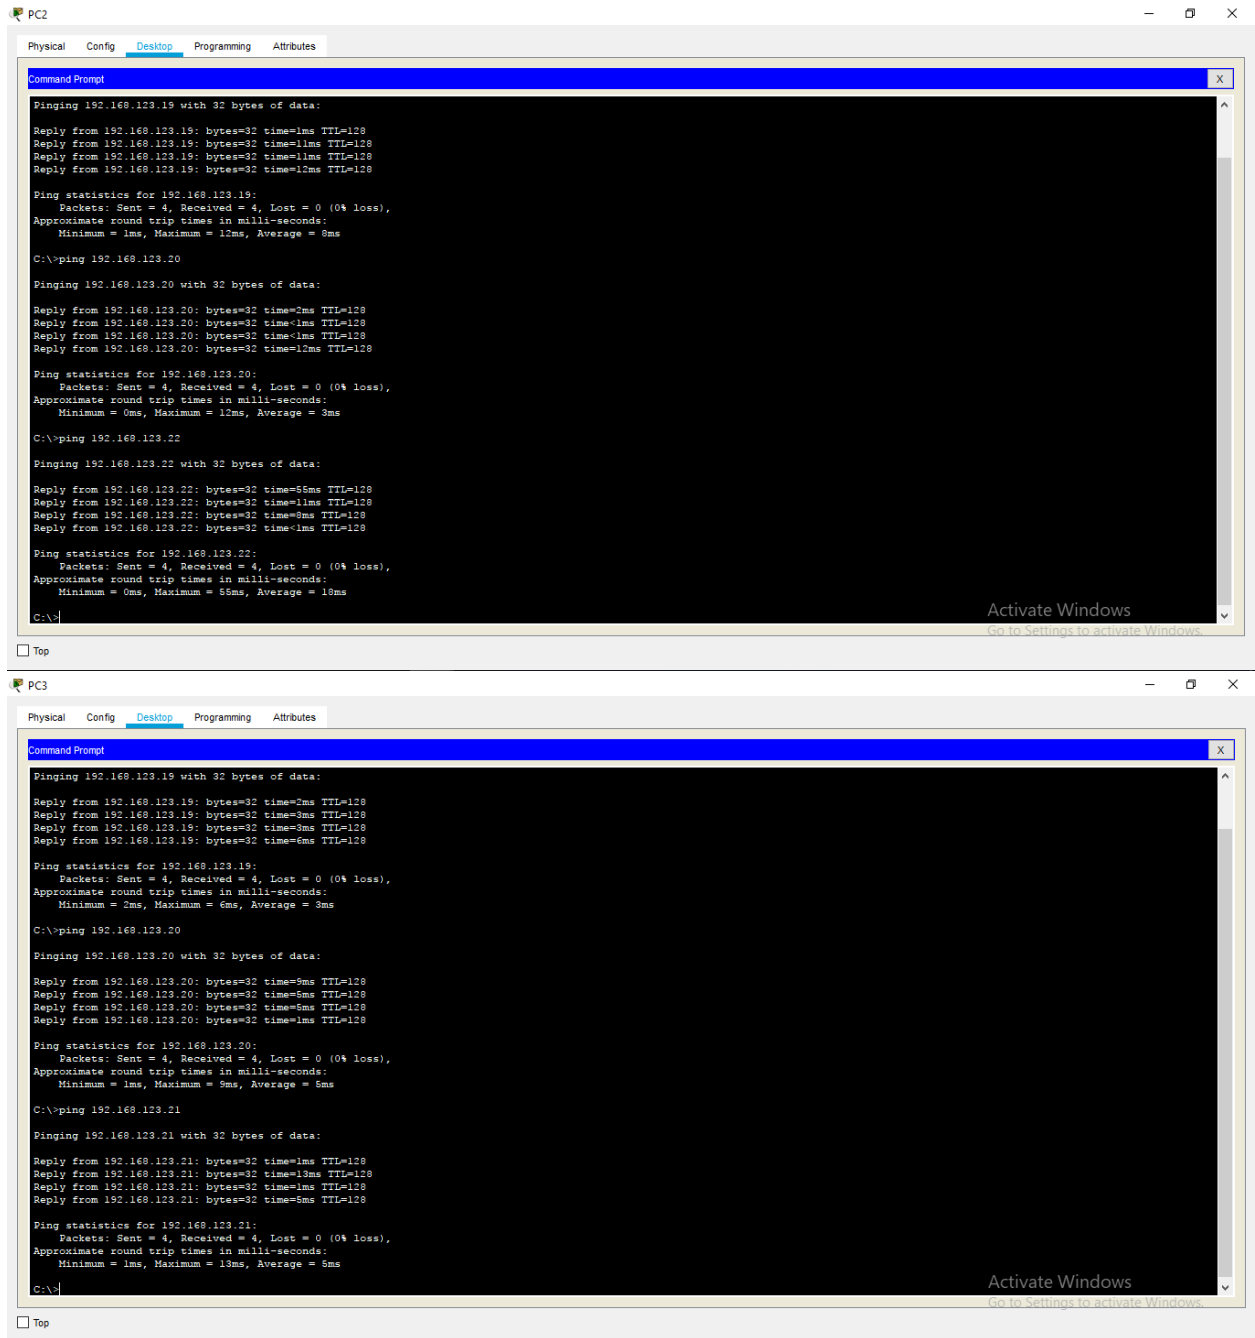 PC2
Physical Config Desktop Programming Attributes
Command Prompt
X
Pinging 192.168.123.19 with 32 bytes of data:
Reply from 192.168.123.19: bytes=32 time=1ms TTL=128
Reply from 192.168.123.19: bytes=32 time=11ms TTL=128
Reply from 192.168.123.19: bytes=32 time=11ms TTL=128
Reply from 192.168.123.19: bytes=32 time=12ms TTL=128
Ping statistics for 192.168.123.19:
Packets: Sent = 4, Received = 4, Lost = 0 (0% loss),
Approximate round trip times in milli-seconds:
Minimum = 1ms, Maximum = 12ms, Average = 8ms
C:\>ping 192.168.123.20
Pinging 192.168.123.20 with 32 bytes of data:
Reply from 192.168.123.20: bytes=32 time=2ms TTL=128
Reply from 192.168.123.20: bytes=32 time<1ms TTL=128
Reply from 192.168.123.20: bytes=32 time<1ms TTL=128
Reply from 192.168.123.20: bytes=32 time=12ms TTL=128
Ping statistics for 192.168.123.20:
Packets: Sent = 4, Received = 4, Lost = 0 (0% loss),
Approximate round trip times in milli-seconds:
Minimum = 0ms, Maximum = 12ms, Average = 3ms
C:\>ping 192.168.123.22
Pinging 192.168.123.22 with 32 bytes of data:
Reply from 192.168.123.22: bytes=32 time=55ms TTL=128
Reply from 192.168.123.22: bytes=32 time=11ms TTL=128
Reply from 192.168.123.22: bytes=32 time=8ms TTL=128
Reply from 192.168.123.22: bytes=32 time<1ms TTL=128
Ping statistics for 192.168.123.22:
Packets: Sent = 4, Received = 4, Lost = 0 (0% loss),
Approximate round trip times in milli-seconds:
Minimum = 0ms, Maximum = 55ms, Average = 18ms
C:\>
Activate Windows
Go to Settings to activate Windows.
Top
PC3
Physical Config Desktop Programming Attributes
Command Prompt
X
Pinging 192.168.123.19 with 32 bytes of data:
Reply from 192.168.123.19: bytes=32 time=2ms TTL=128
Reply from 192.168.123.19: bytes=32 time=3ms TTL=128
Reply from 192.168.123.19: bytes=32 time=3ms TTL=128
Reply from 192.168.123.19: bytes=32 time=6ms TTL=128
Ping statistics for 192.168.123.19:
Packets: Sent = 4, Received = 4, Lost = 0 (0% loss),
Approximate round trip times in milli-seconds:
Minimum = 2ms, Maximum = 6ms, Average = 3ms
C:\>ping 192.168.123.20
Pinging 192.168.123.20 with 32 bytes of data:
Reply from 192.168.123.20: bytes=32 time=9ms TTL=128
Reply from 192.168.123.20: bytes=32 time=5ms TTL=128
Reply from 192.168.123.20: bytes=32 time=5ms TTL=128
Reply from 192.168.123.20: bytes=32 time=1ms TTL=128
Ping statistics for 192.168.123.20:
Packets: Sent = 4, Received = 4, Lost = 0 (0% loss),
Approximate round trip times in milli-seconds:
Minimum = 1ms, Maximum = 9ms, Average = 5ms
C:\>ping 192.168.123.21
Pinging 192.168.123.21 with 32 bytes of data:
Reply from 192.168.123.21: bytes=32 time=1ms TTL=128
Reply from 192.168.123.21: bytes=32 time=13ms TTL=128
Reply from 192.168.123.21: bytes=32 time=1ms TTL=128
Reply from 192.168.123.21: bytes=32 time=5ms TTL=128
Ping statistics for 192.168.123.21:
Packets: Sent = 4, Received = 4, Lost = 0 (0% loss),
Approximate round trip times in milli-seconds:
Minimum = 1ms, Maximum = 13ms, Average = 5ms
C:\>
Activate Windows
Go to Settings to activate Windows.
Top